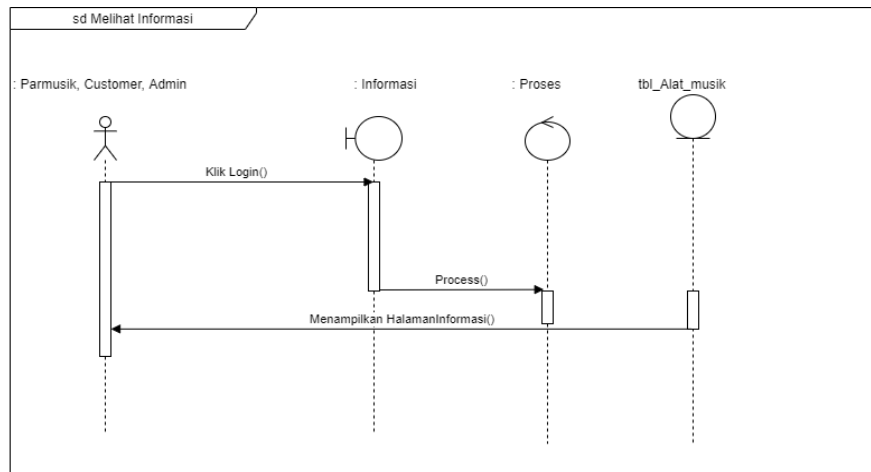 sd Melihat Informasi
: Parmusik, Customer, Admin
: Informasi
: Proses
tbl_Alat_musik
Klik Login()
Process()
Menampilkan HalamanInformasi()